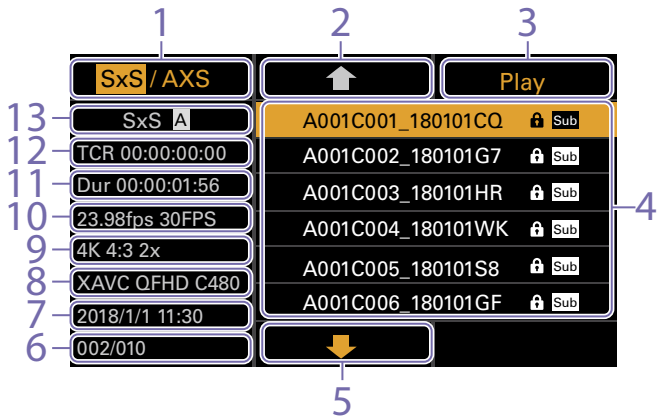 1 2 3
SxS / AXS Play
13 SxS A
12 TCR 00:00:00:00
11 Dur 00:00:01:56
10 23.98fps 30FPS
9 4K 4:3 2x
8 XAVC QFHD C480
7 2018/1/1 11:30
6 002/010
A001C001_180101CQ Sub
A001C002_180101G7 Sub
A001C003_180101HR Sub
A001C004_180101WK Sub
A001C005_180101S8 Sub
A001C006_180101GF Sub
4
5